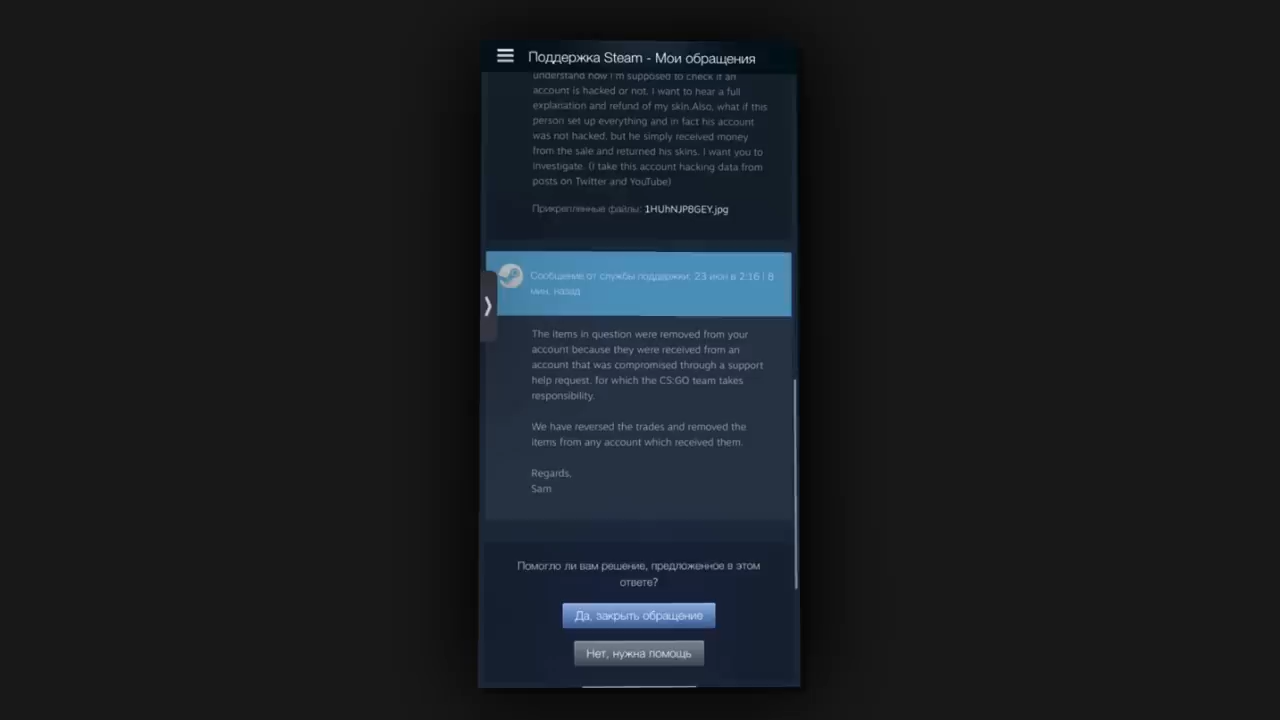 Поддержка Steam - Мои обращения
understand how I'm supposed to check if an
account is hacked or not, I want to hear a full
explanation and refund of my skin.Also, what if this
person set up everything and in fact his account
was not hacked, but he simply received money
from the sale and returned his skins. I want you to
investigate. (I take this account hacking data from
posts on Twitter and YouTube)
Прикрепленные файлы: 1HUhNJPBGEY.jpg
Сообщение от службы поддержки: 23 июн в 2:16 | 8
мин. назад
The items in question were removed from your
account because they were received from an
account that was compromised through a support
help request, for which the CS:GO team takes
responsibility.
We have reversed the trades and removed the
items from any account which received them.
Regards,
Sam
Помогло ли вам решение, предложенное в этом
ответе?
Да, закрыть обращение
Нет, нужна помощь